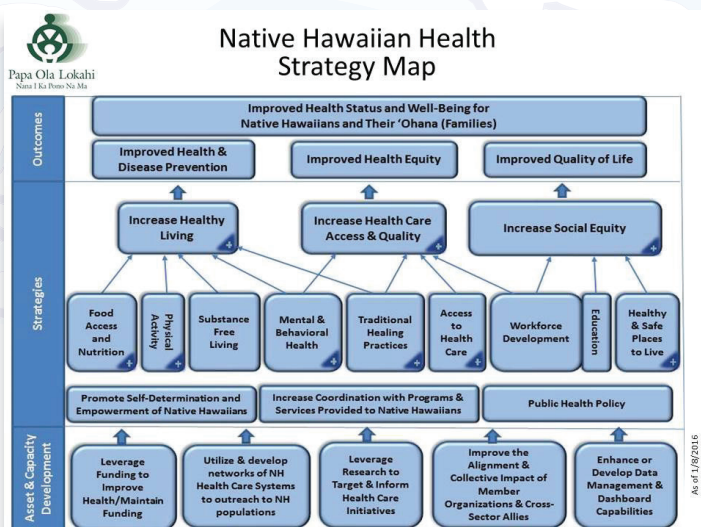 Papa Ola Lokahi
Nana I Ka Pono Na Ma
Native Hawaiian Health
Strategy Map
Outcomes
Improved Health Status and Well-Being for
Native Hawaiians and Their ‘Ohana (Families)
Improved Health &
Disease Prevention
Improved Health Equity
Improved Quality of Life
Strategies
Increase Healthy
Living
Increase Health Care
Access & Quality
Increase Social Equity
Food
Access
and
Nutrition
Physical
Activity
Substance
Free
Living
Mental &
Behavioral
Health
Traditional
Healing
Practices
Access
to
Health
Care
Workforce
Development
Education
Healthy
& Safe
Places
to Live
Promote Self-Determination and
Empowerment of Native Hawaiians
Increase Coordination with Programs &
Services Provided to Native Hawaiians
Public Health Policy
Asset & Capacity
Development
Leverage
Funding to
Improve
Health/Maintain
Funding
Utilize & develop
networks of NH
Health Care Systems
to outreach to NH
populations
Leverage
Research to
Target & Inform
Health Care
Initiatives
Improve the
Alignment &
Collective Impact of
Member
Organizations & Cross-
Sector Allies
Enhance or
Develop Data
Management &
Dashboard
Capabilities
As of 1/8/2016